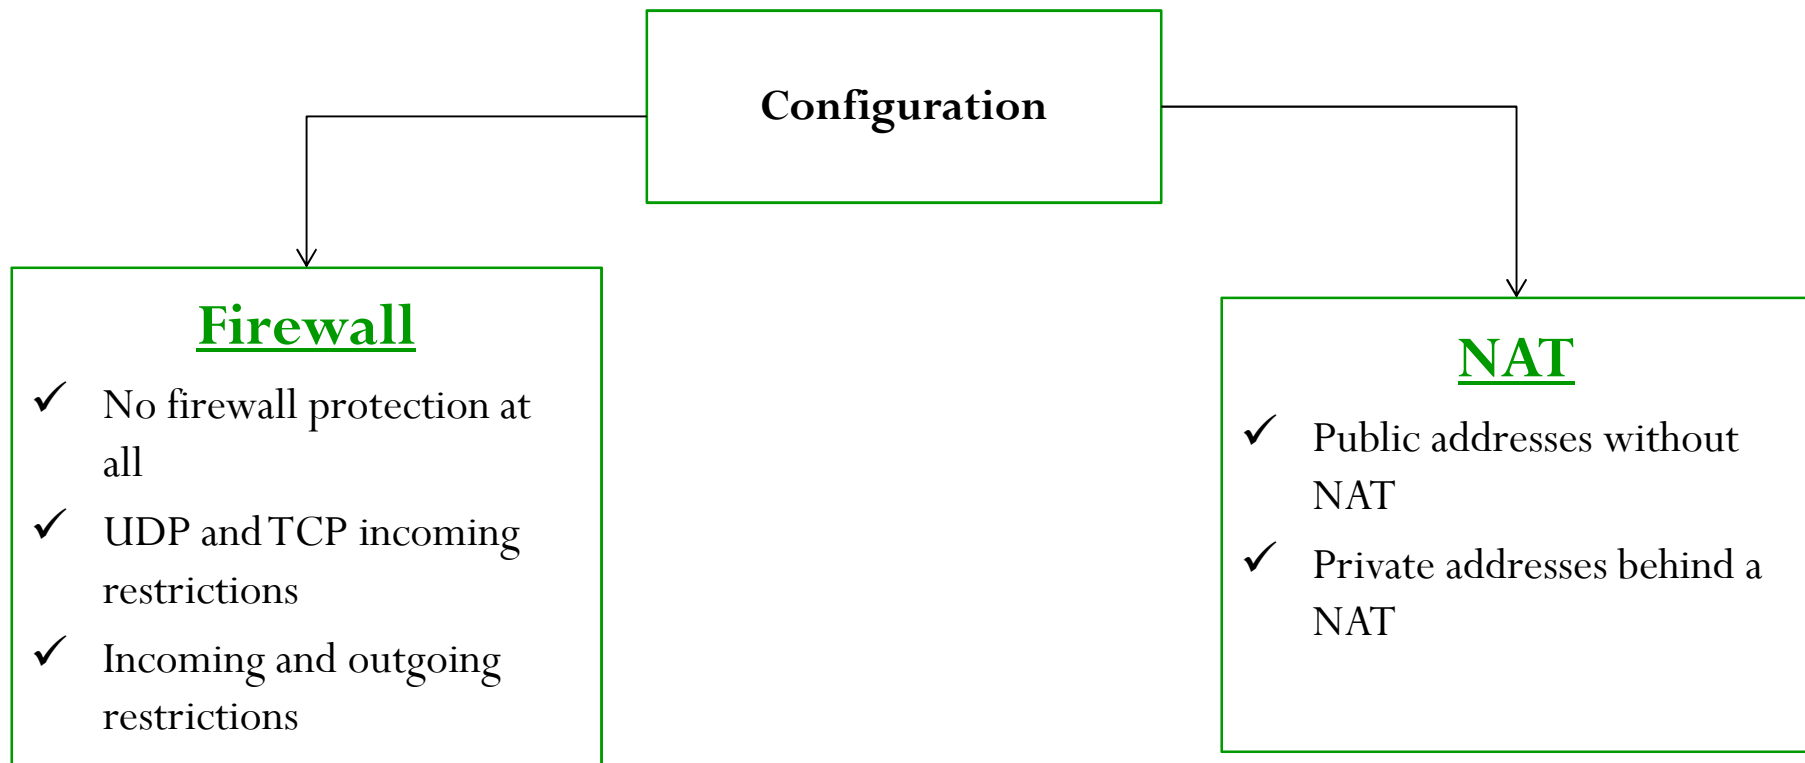 Configuration
Firewall
✓ No firewall protection at
all
✓ UDP and TCP incoming
restrictions
✓ Incoming and outgoing
restrictions
NAT
✓ Public addresses without
NAT
✓ Private addresses behind a
NAT